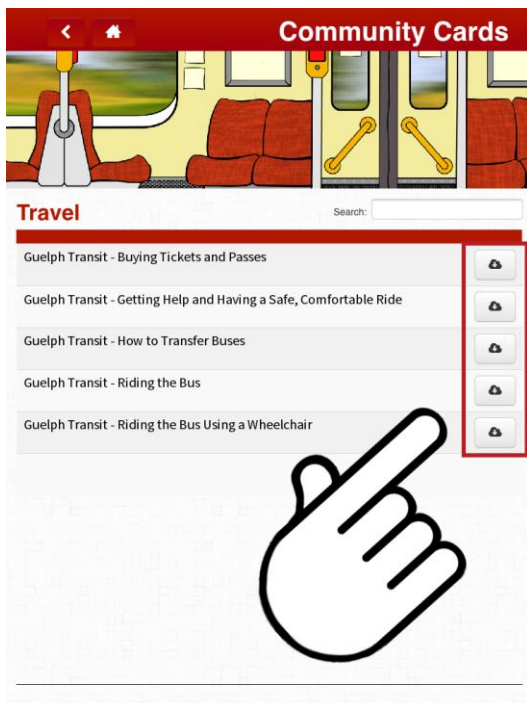 Community Cards
Travel
Search:
Guelph Transit - Buying Tickets and Passes
Guelph Transit - Getting Help and Having a Safe, Comfortable Ride
Guelph Transit - How to Transfer Buses
Guelph Transit - Riding the Bus
Guelph Transit - Riding the Bus Using a Wheelchair